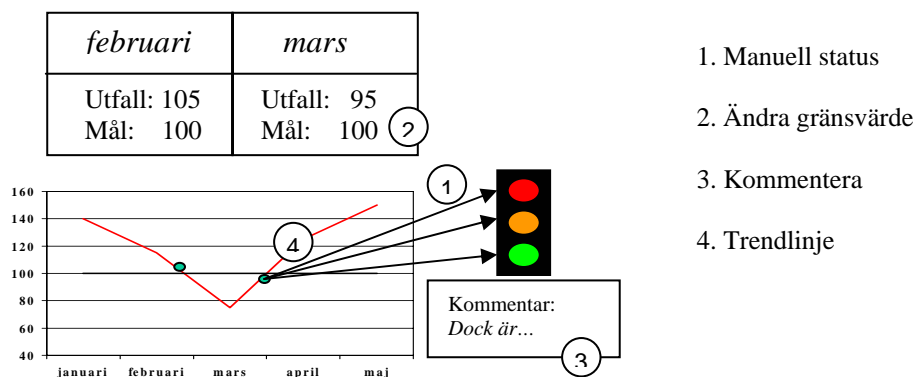 februari mars
Utfall: 105 Utfall: 95
Mål: 100 Mål: 100 2
1. Manuell status
2. Ändra gränsvärde
3. Kommentera
4. Trendlinje
160
140
120
100
80
60
40
januari februari mars april maj
4
1
Kommentar:
Dock är...
3